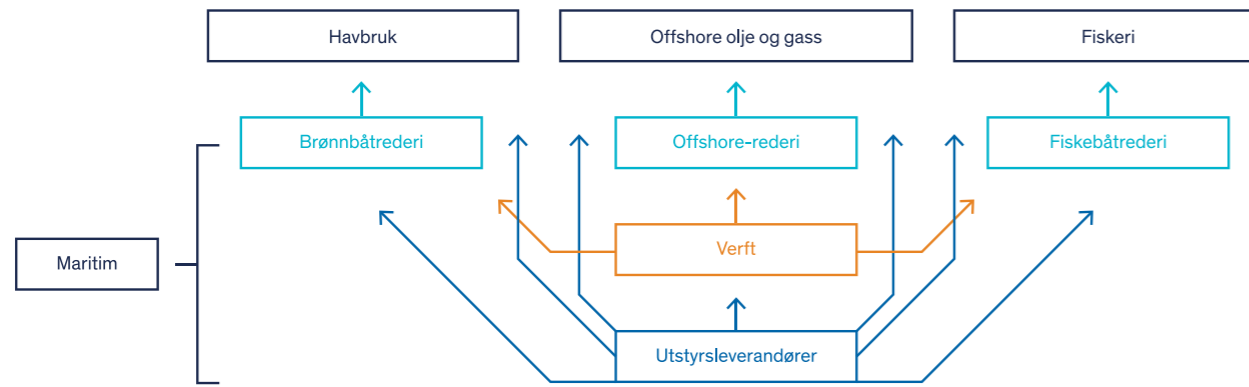 Havbruk
Offshore olje og gass
Fiskeri
Brønnbåtrederi
Offshore-rederi
Fiskebåtrederi
Verft
Maritim
Utstyrsleverandører